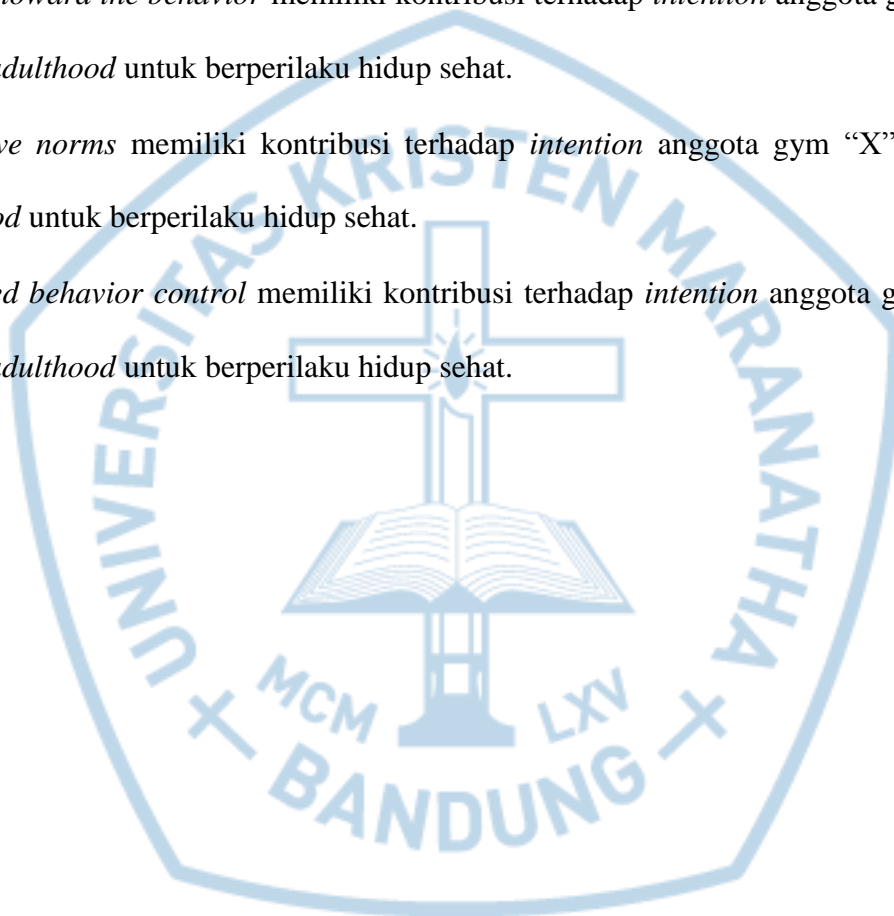 toward the behavior memiliki kontribusi terhadap intention anggota
adulthood untuk berperilaku hidup sehat.
norms memiliki kontribusi terhadap intention anggota gym “X”
untuk berperilaku hidup sehat.
behavior control memiliki kontribusi terhadap intention anggota
adulthood untuk berperilaku hidup sehat.
UNIVERSITAS KRISTEN MARANATHA
MCM LXV
BANDUNG